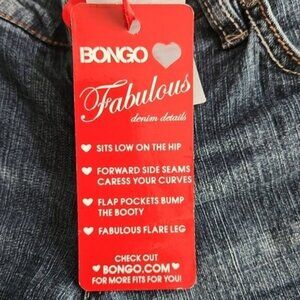 BONGO
Fabulous
denim details
SITS LOW ON THE HIP
FORWARD SIDE SEAMS
CARESS YOUR CURVES
FLAP POCKETS BUMP
THE BOOTY
FABULOUS FLARE LEG
CHECK OUT
BONGO.COM
FOR MORE FITS FOR YOU!